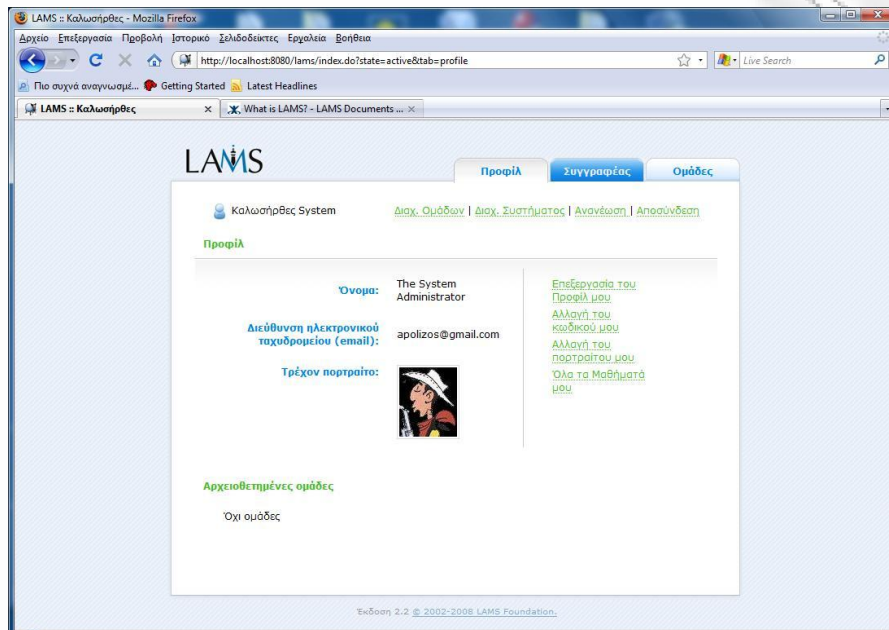 LAMS :: Καλωσήρθες - Mozilla Firefox
Αρχείο Επεξεργασία Προβολή Ιστορικό Σελιδοδείκτες Εργαλεία Βοήθεια
http://localhost:8080/lams/index.do?state=active&tab=profile
Live Search
Πιο συχνά αναγνωσμέ... Getting Started Latest Headlines
LAMS :: Καλωσήρθες What is LAMS? - LAMS Documents ...
LAMS
Προφίλ Συγγραφέας Ομάδες
Καλωσήρθες System Διαχ. Ομάδων | Διαχ. Συστήματος | Ανανέωση | Αποσύνδεση
Προφίλ
Όνομα:
The System
Administrator
Διεύθυνση ηλεκτρονικού
ταχυδρομείου (email):
apolizos@gmail.com
Τρέχον πορτραίτο:
Επεξεργασία του
Προφίλ μου
Αλλαγή του
κωδικού μου
Αλλαγή του
πορτραίτου μου
Όλα τα Μαθήματά
μου
Αρχειοθετημένες ομάδες
Όχι ομάδες
Έκδοση 2.2 © 2002-2008 LAMS Foundation.